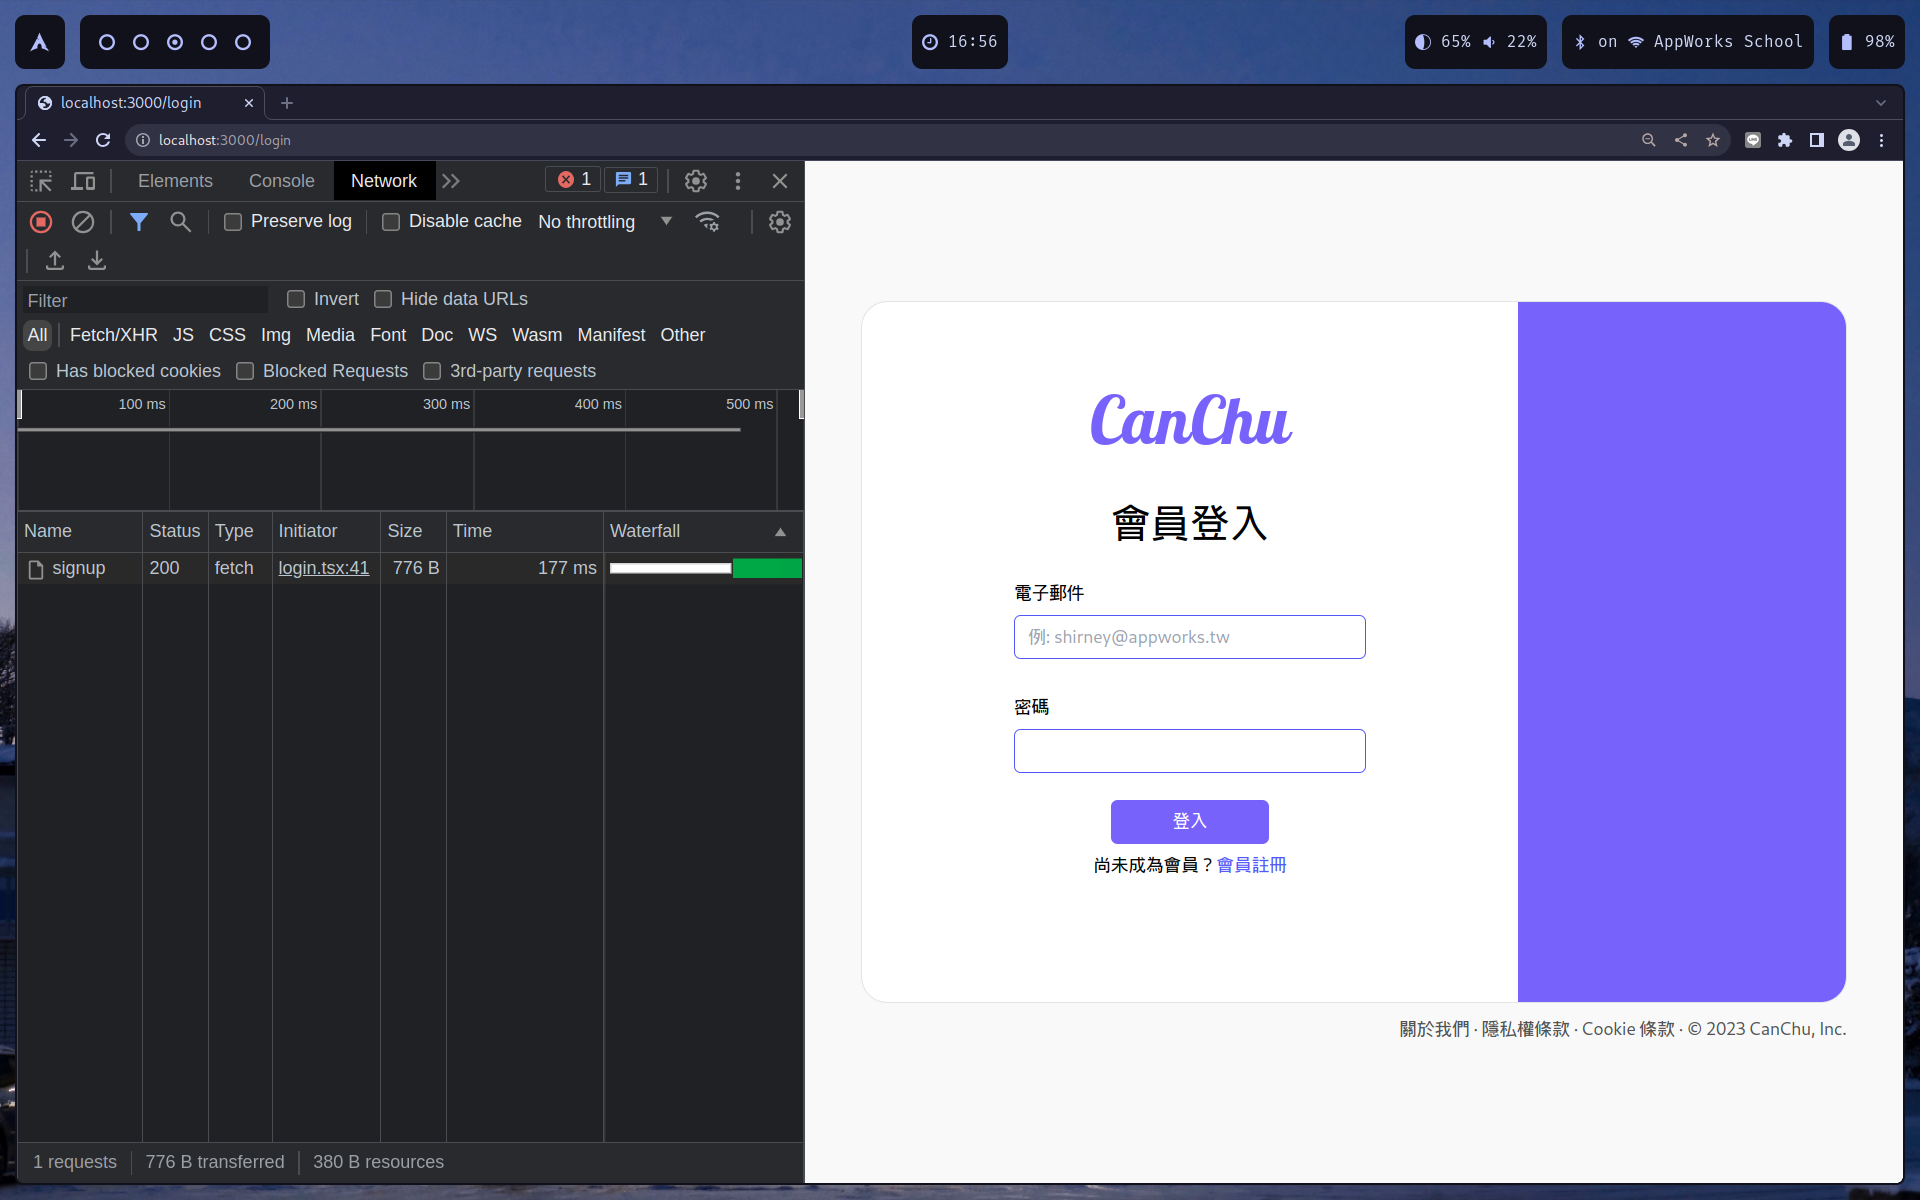 16:56
65% 22%
on AppWorks School
98%
localhost:3000/login
localhost:3000/login
Elements Console Network 1 1
Preserve log Disable cache No throttling
Filter Invert Hide data URLs
All Fetch/XHR JS CSS Img Media Font Doc WS Wasm Manifest Other
Has blocked cookies Blocked Requests 3rd-party requests
100 ms 200 ms 300 ms 400 ms 500 ms
Name Status Type Initiator Size Time Waterfall
signup 200 fetch login.tsx:41 776 B 177 ms
1 requests 776 B transferred 380 B resources
CanChu
會員登入
電子郵件
例: shirney@appworks.tw
密碼
登入
尚未成為會員？會員註冊
關於我們 · 隱私權條款 · Cookie 條款 · © 2023 CanChu, Inc.